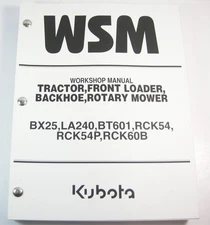 WSM
WORKSHOP MANUAL
TRACTOR,FRONT LOADER,
BACKHOE,ROTARY MOWER
BX25,LA240,BT601,RCK54,
RCK54P,RCK60B
Kubota